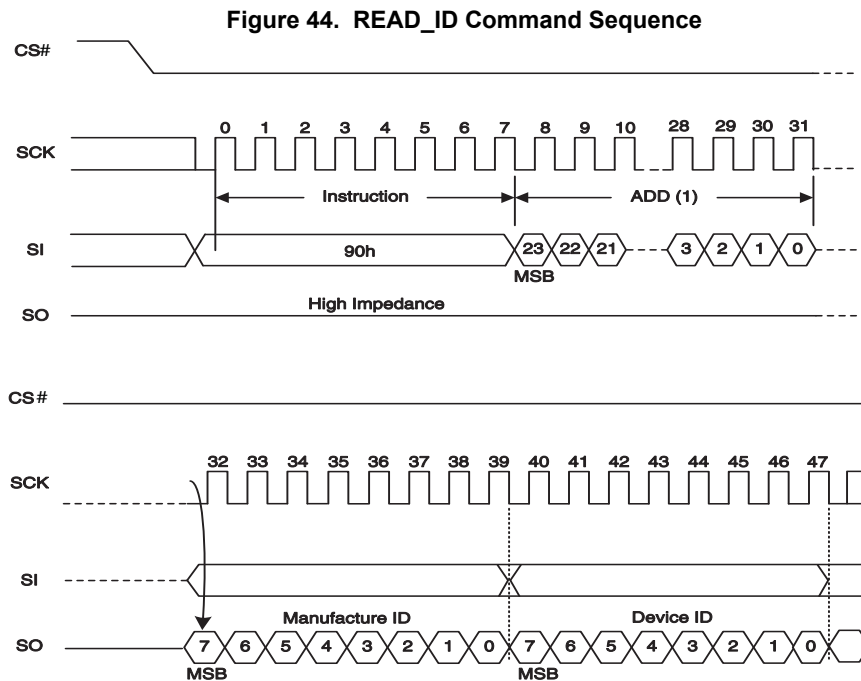 Figure 44. READ_ID Command Sequence
CS#
0 1 2 3 4 5 6 7 8 9 10 28 29 30 31
SCK
Instruction ADD (1)
SI 90h 23 22 21 3 2 1 0
MSB
High Impedance
SO
CS#
32 33 34 35 36 37 38 39 40 41 42 43 44 45 46 47
SCK
SI
Manufacture ID Device ID
SO 7 6 5 4 3 2 1 0 7 6 5 4 3 2 1 0
MSB MSB